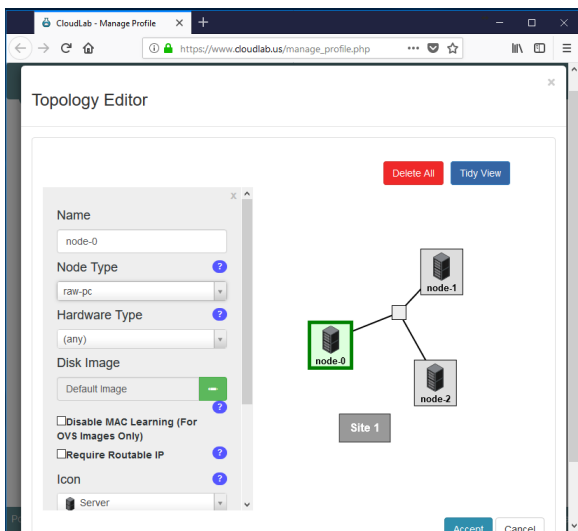 CloudLab - Manage Profile
https://www.cloudlab.us/manage_profile.php
Topology Editor
Delete All
Tidy View
Name
node-0
Node Type
raw-pc
Hardware Type
(any)
Disk Image
Default Image
Disable MAC Learning (For
OVS Images Only)
Require Routable IP
Icon
Server
node-1
node-0
node-2
Site 1
Accept
Cancel